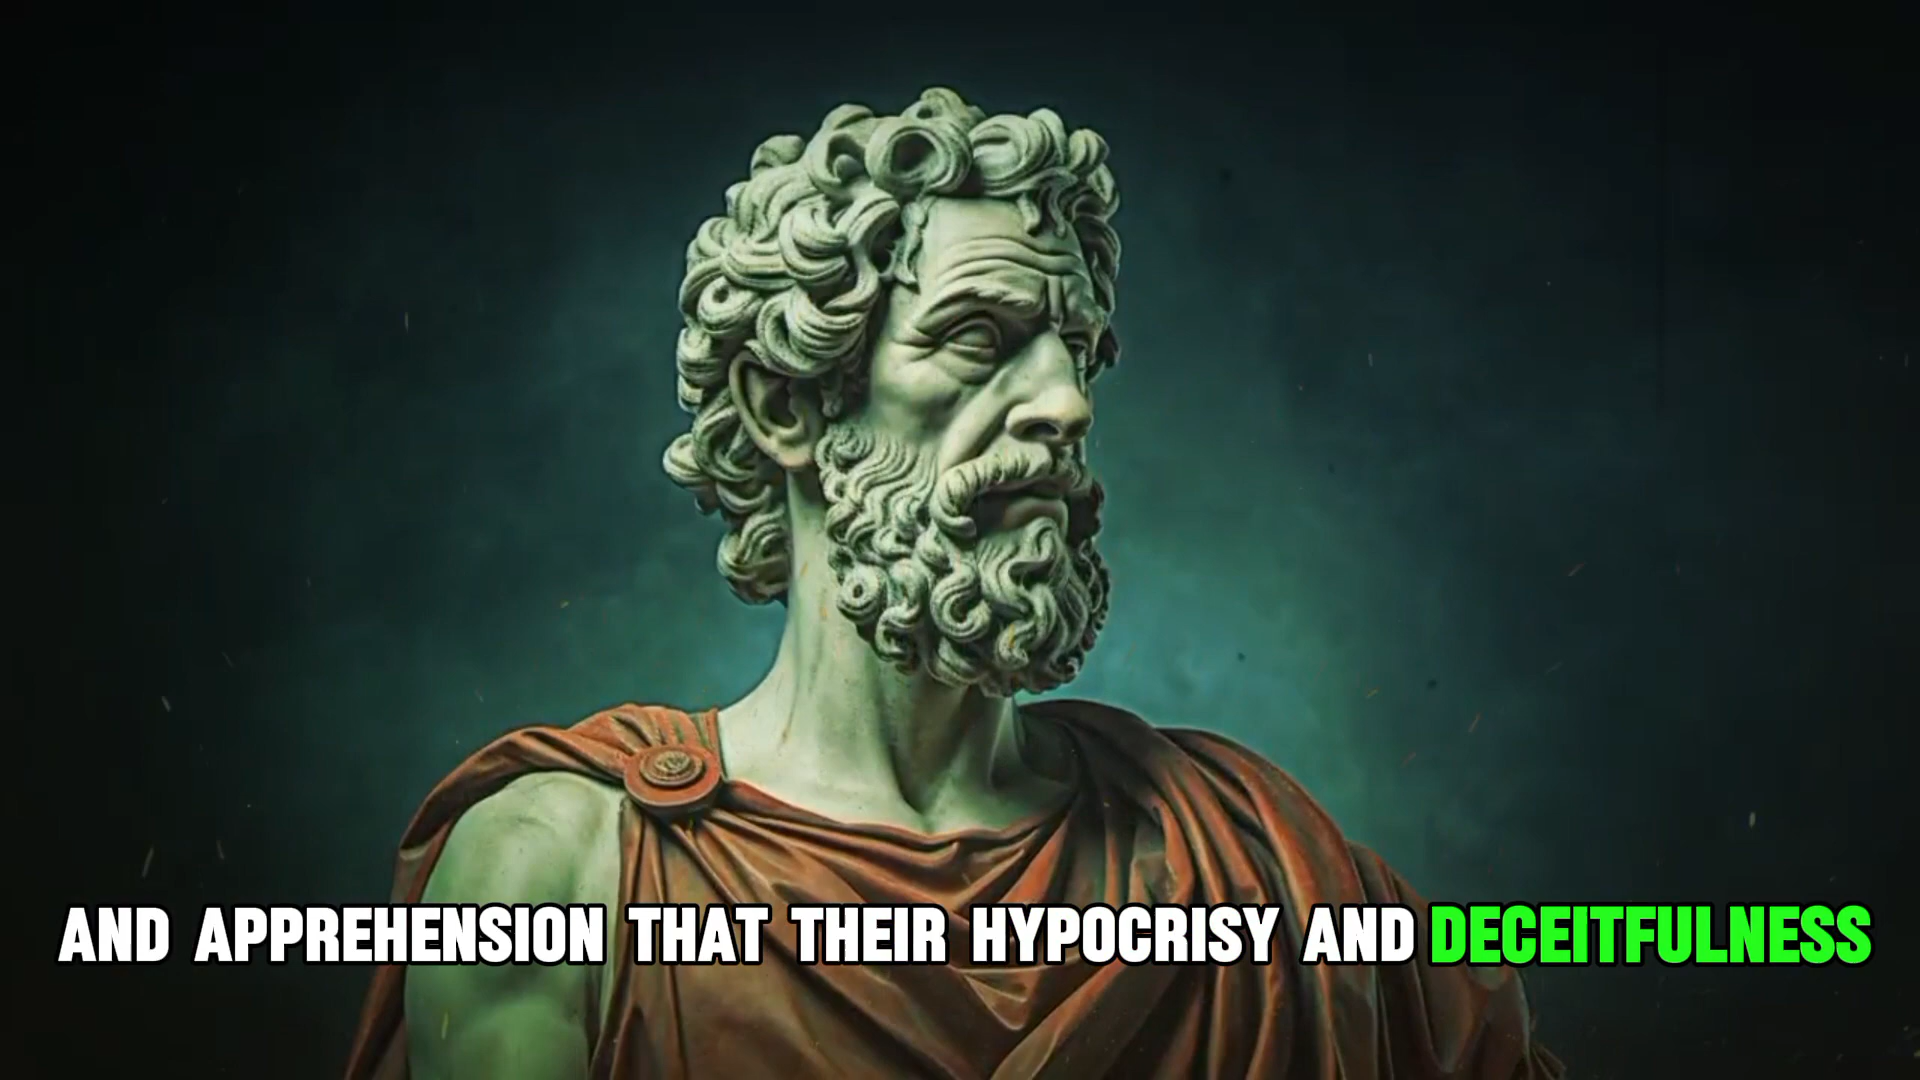 AND APPREHENSION THAT THEIR HYPOCRISY AND DECEITFULNESS